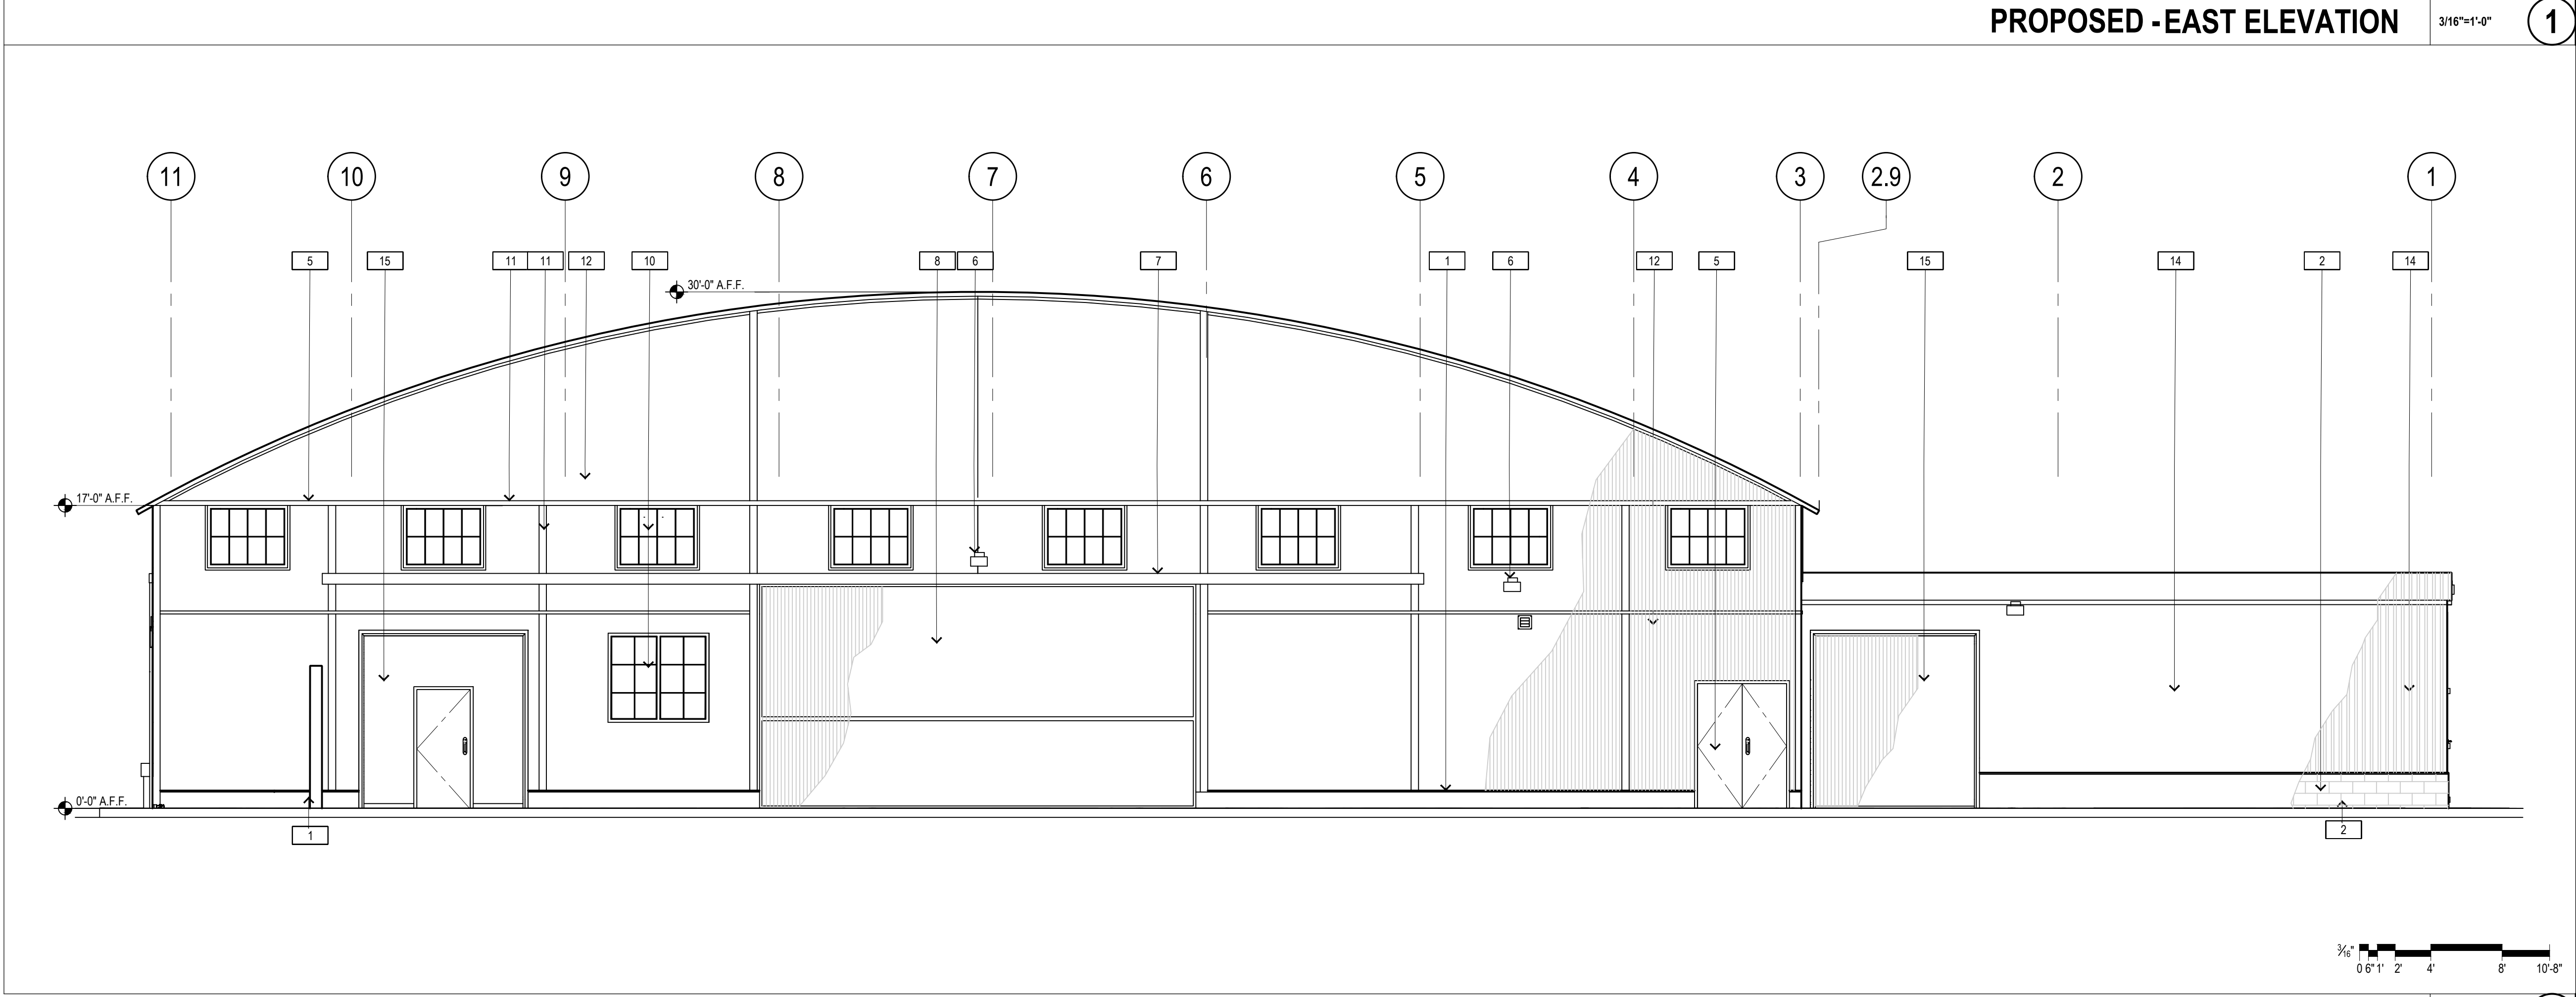 PROPOSED - EAST ELEVATION 3/16"=1'-0" 1
11 10 9 8 7 6 5 4 3 2.9 2 1
5 15 11 11 12 10 8 6 7 1 6 12 5 15 14 2 14
30'-0" A.F.F.
17'-0" A.F.F.
0'-0" A.F.F.
1 2
3/16"
0 6" 1' 2' 4' 8' 10'-8"